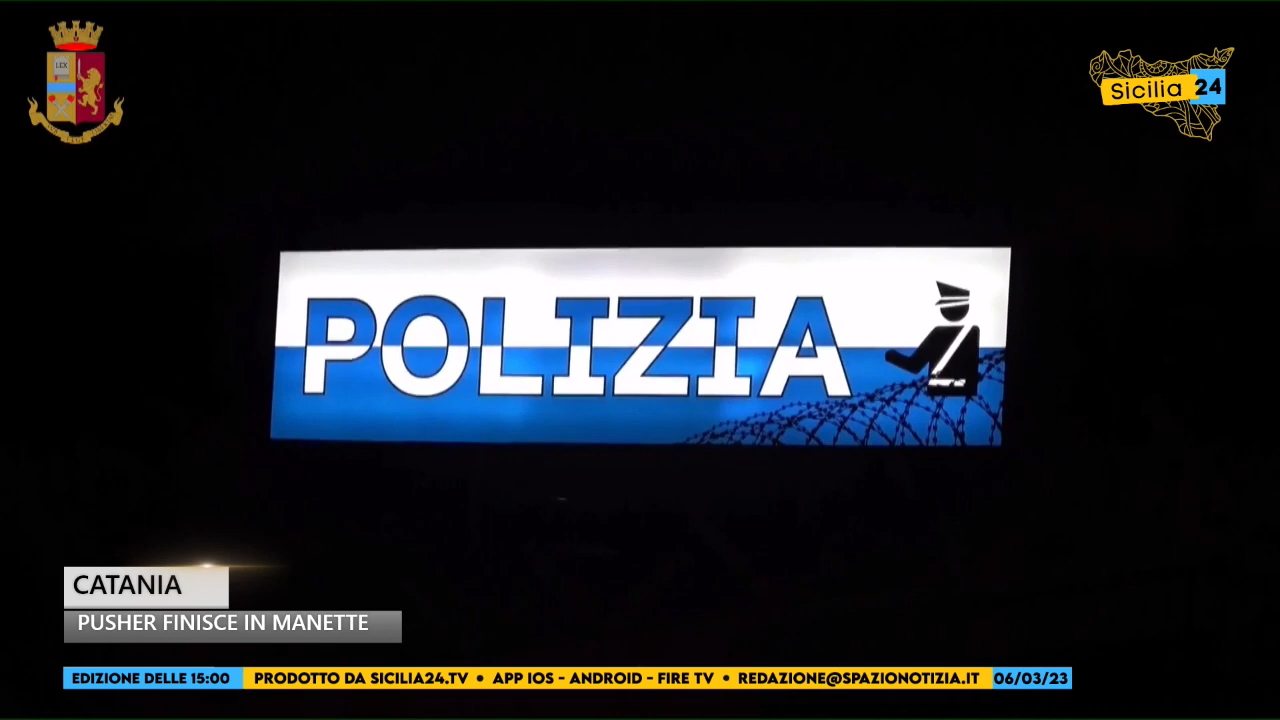 LEX
Sicilia 24
POLIZIA
CATANIA
PUSHER FINISCE IN MANETTE
EDIZIONE DELLE 15:00 PRODOTTO DA SICILIA24.TV • APP IOS - ANDROID - FIRE TV • REDAZIONE@SPAZIONOTIZIA.IT 06/03/23